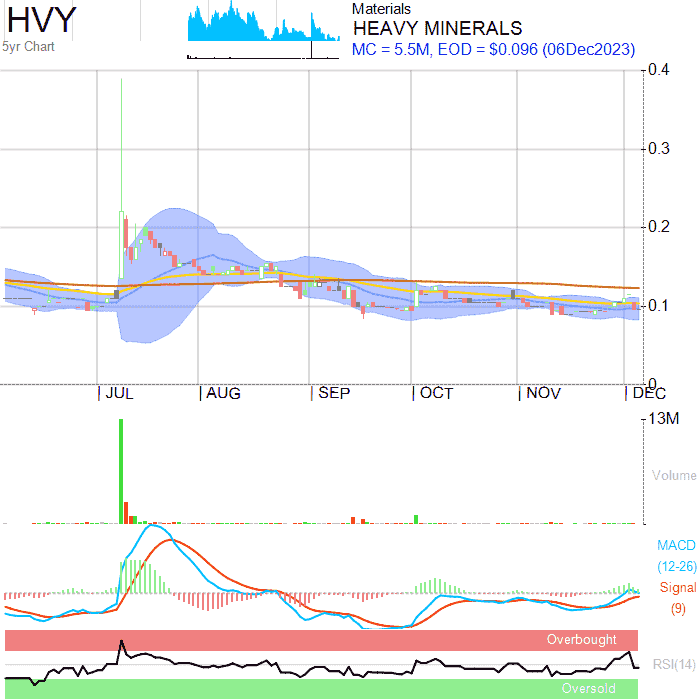 HVY
5yr Chart
Materials
HEAVY MINERALS
MC = 5.5M, EOD = $0.096 (06Dec2023)
0.4
0.3
0.2
0.1
0
JUL AUG SEP OCT NOV DEC
13M
Volume
MACD
(12-26)
Signal
(9)
Overbought
RSI(14)
Oversold